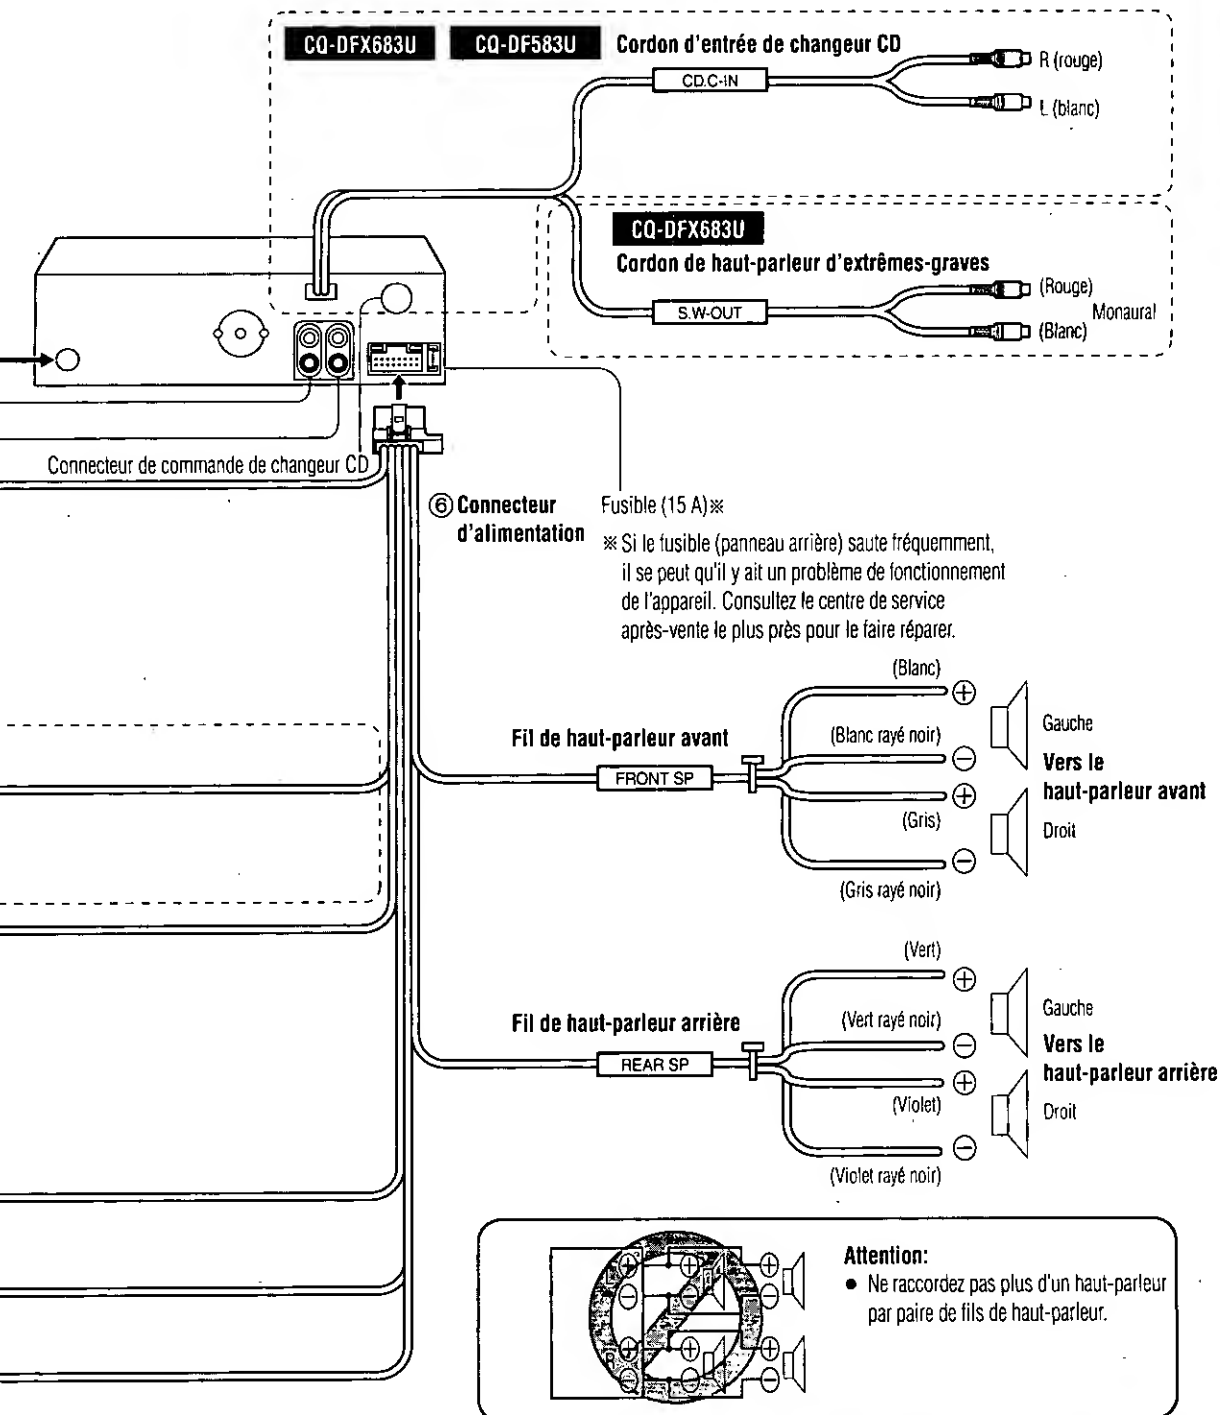 CQ-DFX683U CQ-DF583U Cordon d'entrée de changeur CD
CD.C-IN
R (rouge)
L (blanc)
CQ-DFX683U
Cordon de haut-parleur d'extrêmes-graves
S.W-OUT
(Rouge)
Monaural
(Blanc)
Connecteur de commande de changeur CD
⑥ Connecteur
d'alimentation
Fusible (15 A)※
※ Si le fusible (panneau arrière) saute fréquemment,
il se peut qu'il y ait un problème de fonctionnement
de l'appareil. Consultez le centre de service
après-vente le plus près pour le faire réparer.
Fil de haut-parleur avant
FRONT SP
(Blanc)
(Blanc rayé noir)
(Gris)
(Gris rayé noir)
⊕
⊖
⊕
⊖
Gauche
Vers le
haut-parleur avant
Droit
Fil de haut-parleur arrière
REAR SP
(Vert)
(Vert rayé noir)
(Violet)
(Violet rayé noir)
⊕
⊖
⊕
⊖
Gauche
Vers le
haut-parleur arrière
Droit
L
R
Attention:
● Ne raccordez pas plus d'un haut-parleur
par paire de fils de haut-parleur.